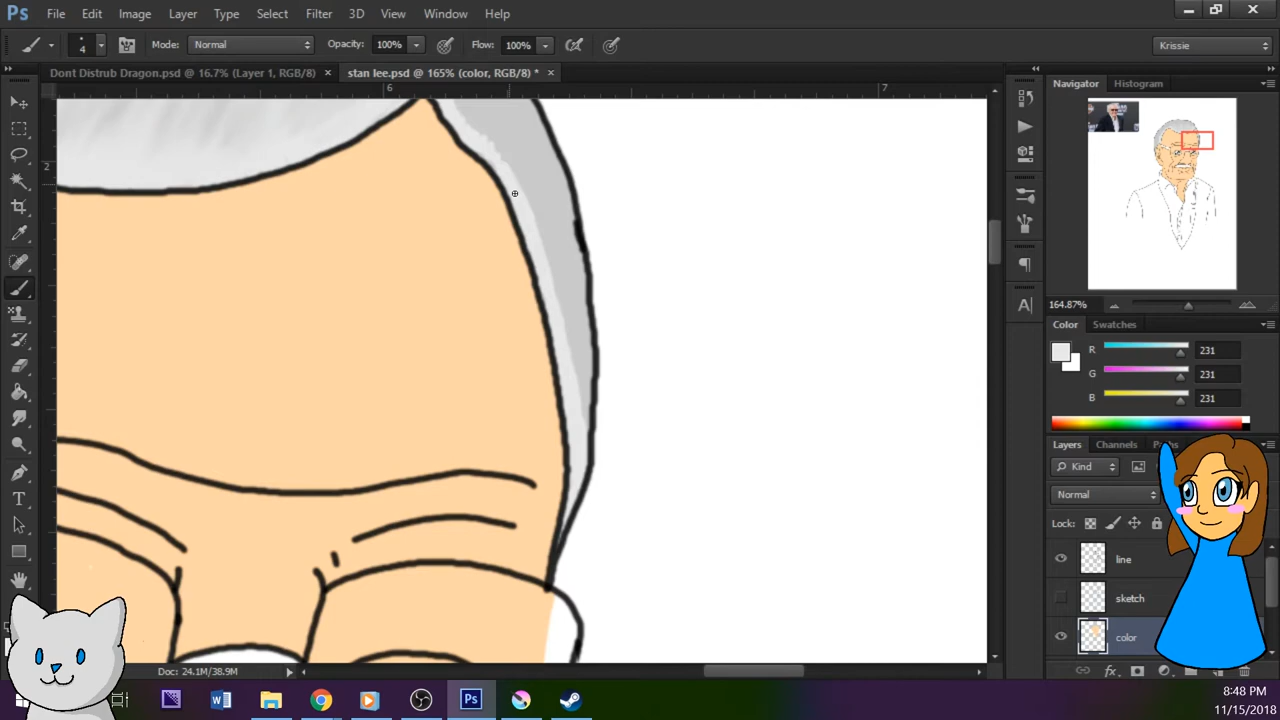 Ps File Edit Image Layer Type Select Filter 3D View Window Help
4 Mode: Normal Opacity: 100% Flow: 100% Krissie
Dont Distrub Dragon.psd @ 16.7% (Layer 1, RGB/8) × stan lee.psd @ 165% (color, RGB/8) * ×
6 7
2
Navigator Histogram
164.87%
Color Swatches
R 231
G 231
B 231
Layers Channels
Kind
Normal
Lock:
line
sketch
color
Doc: 24.1M/38.9M
8:48 PM
11/15/2018